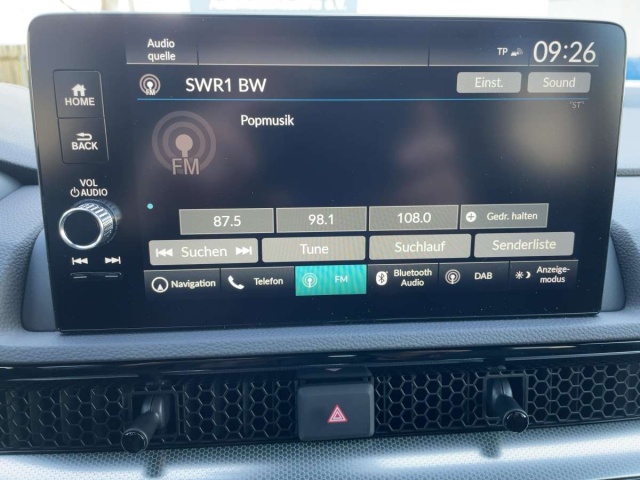 Audio
quelle
TP
09:26
SWR1 BW
Einst.
Sound
FM
"ST"
HOME
BACK
Popmusik
FM
VOL
AUDIO
87.5
98.1
108.0
Gedr. halten
Suchen
Tune
Suchlauf
Senderliste
Navigation
Telefon
FM
Bluetooth
Audio
DAB
Anzeige-
modus